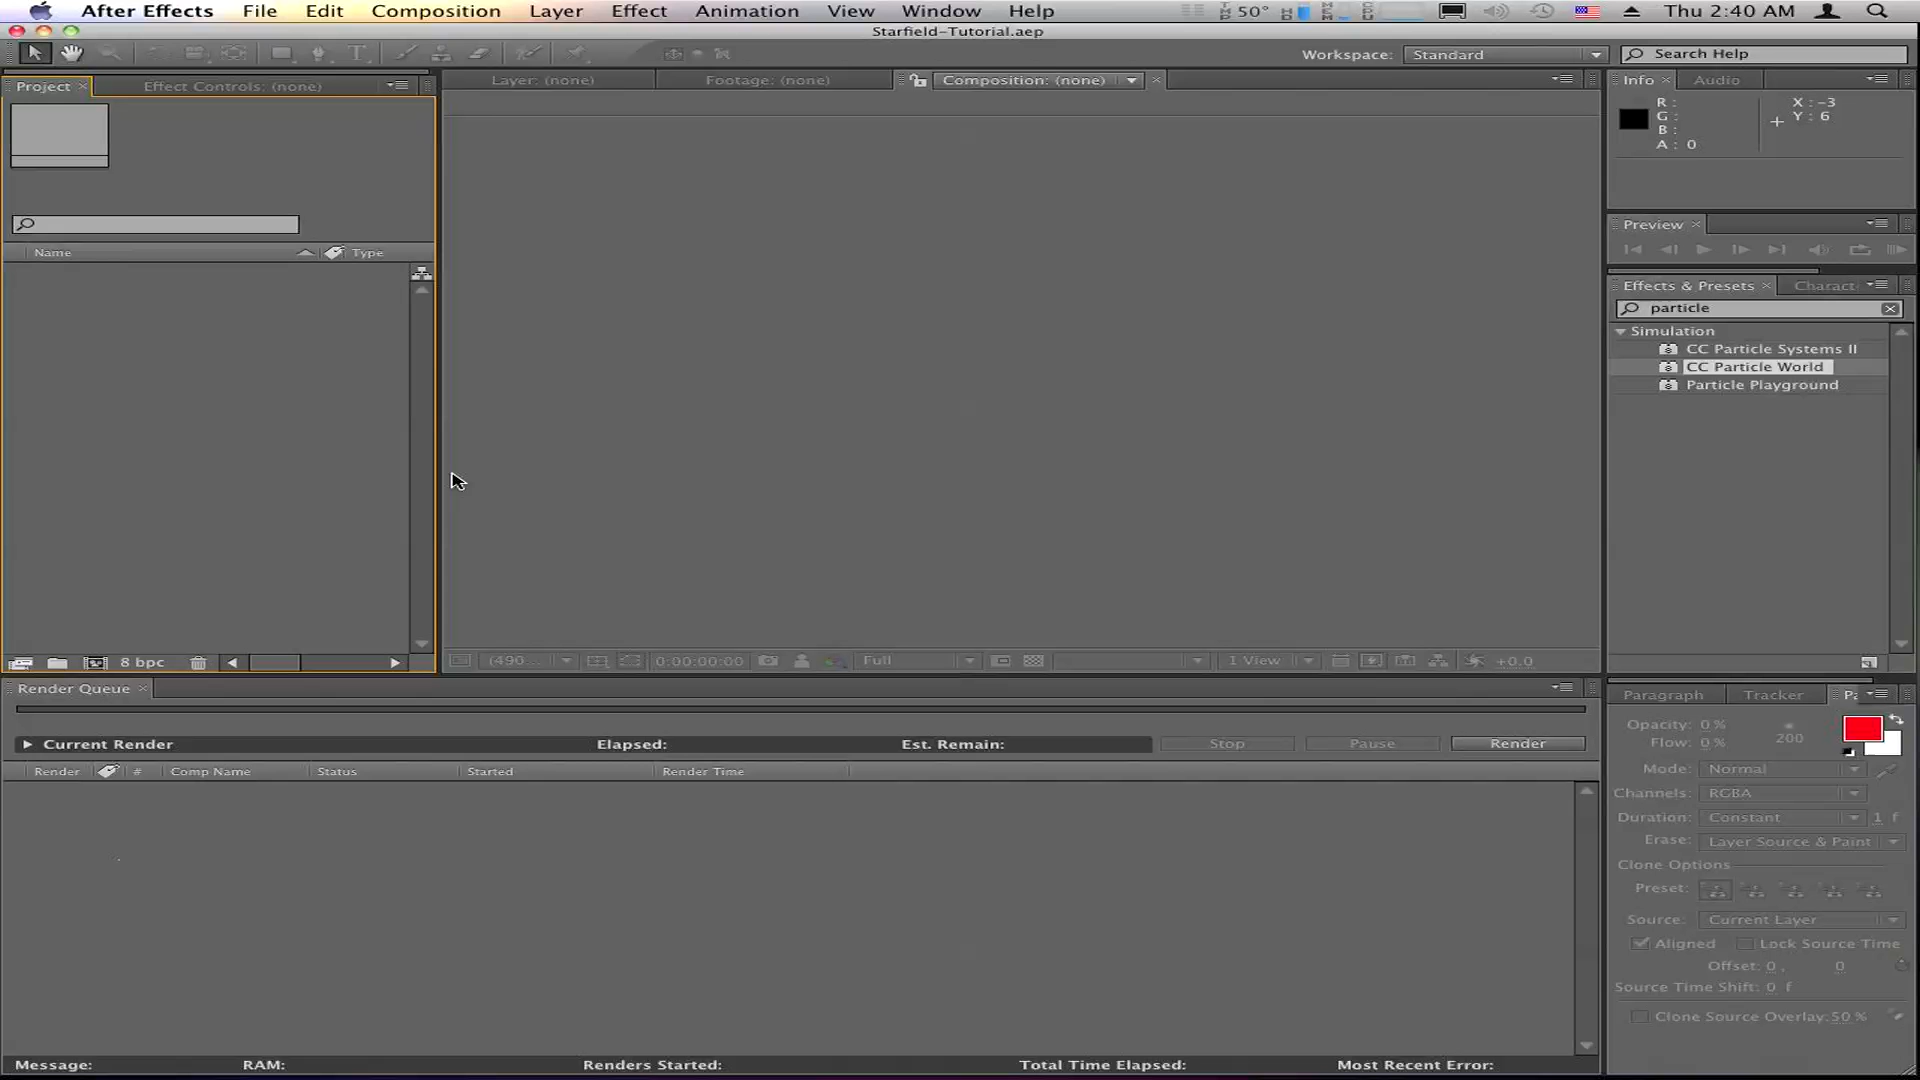 After Effects File Edit Composition Layer Effect Animation View Window Help 50° Thu 2:40 AM
Starfield-Tutorial.aep
Workspace: Standard Search Help
Project Effect Controls: (none) Layer: (none) Footage: (none) Composition: (none) Info Audio
R : X : -3
G : Y : 6
B :
A : 0
Preview
Name Type
Effects & Presets Charact
particle
Simulation
CC Particle Systems II
CC Particle World
Particle Playground
8 bpc (490... 0:00:00:00 Full 1 View +0.0
Render Queue
Current Render Elapsed: Est. Remain: Stop Pause Render
Render # Comp Name Status Started Render Time
Paragraph Tracker Pa
Opacity: 0 %
Flow: 0 % 200
Mode: Normal
Channels: RGBA
Duration: Constant 1 f
Erase: Layer Source & Paint
Clone Options
Preset:
Source: Current Layer
Aligned Lock Source Time
Offset: 0 , 0
Source Time Shift: 0 f
Clone Source Overlay: 50 %
Message: RAM: Renders Started: Total Time Elapsed: Most Recent Error: